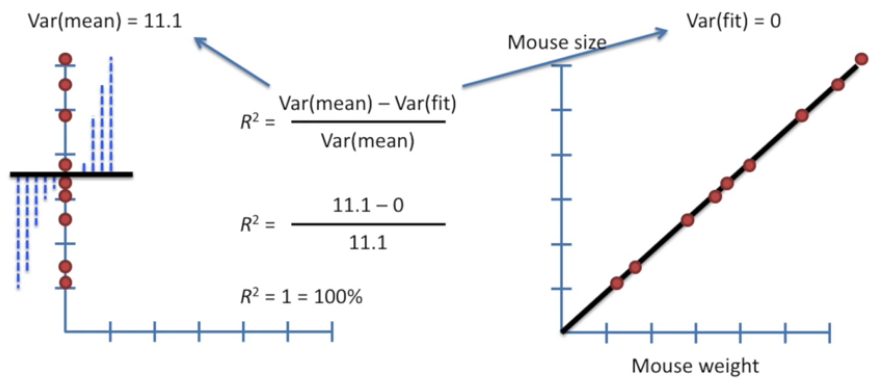 Var(mean) = 11.1
Var(fit) = 0
Mouse size
R² = Var(mean) – Var(fit)
Var(mean)
R² = 11.1 – 0
11.1
R² = 1 = 100%
Mouse weight